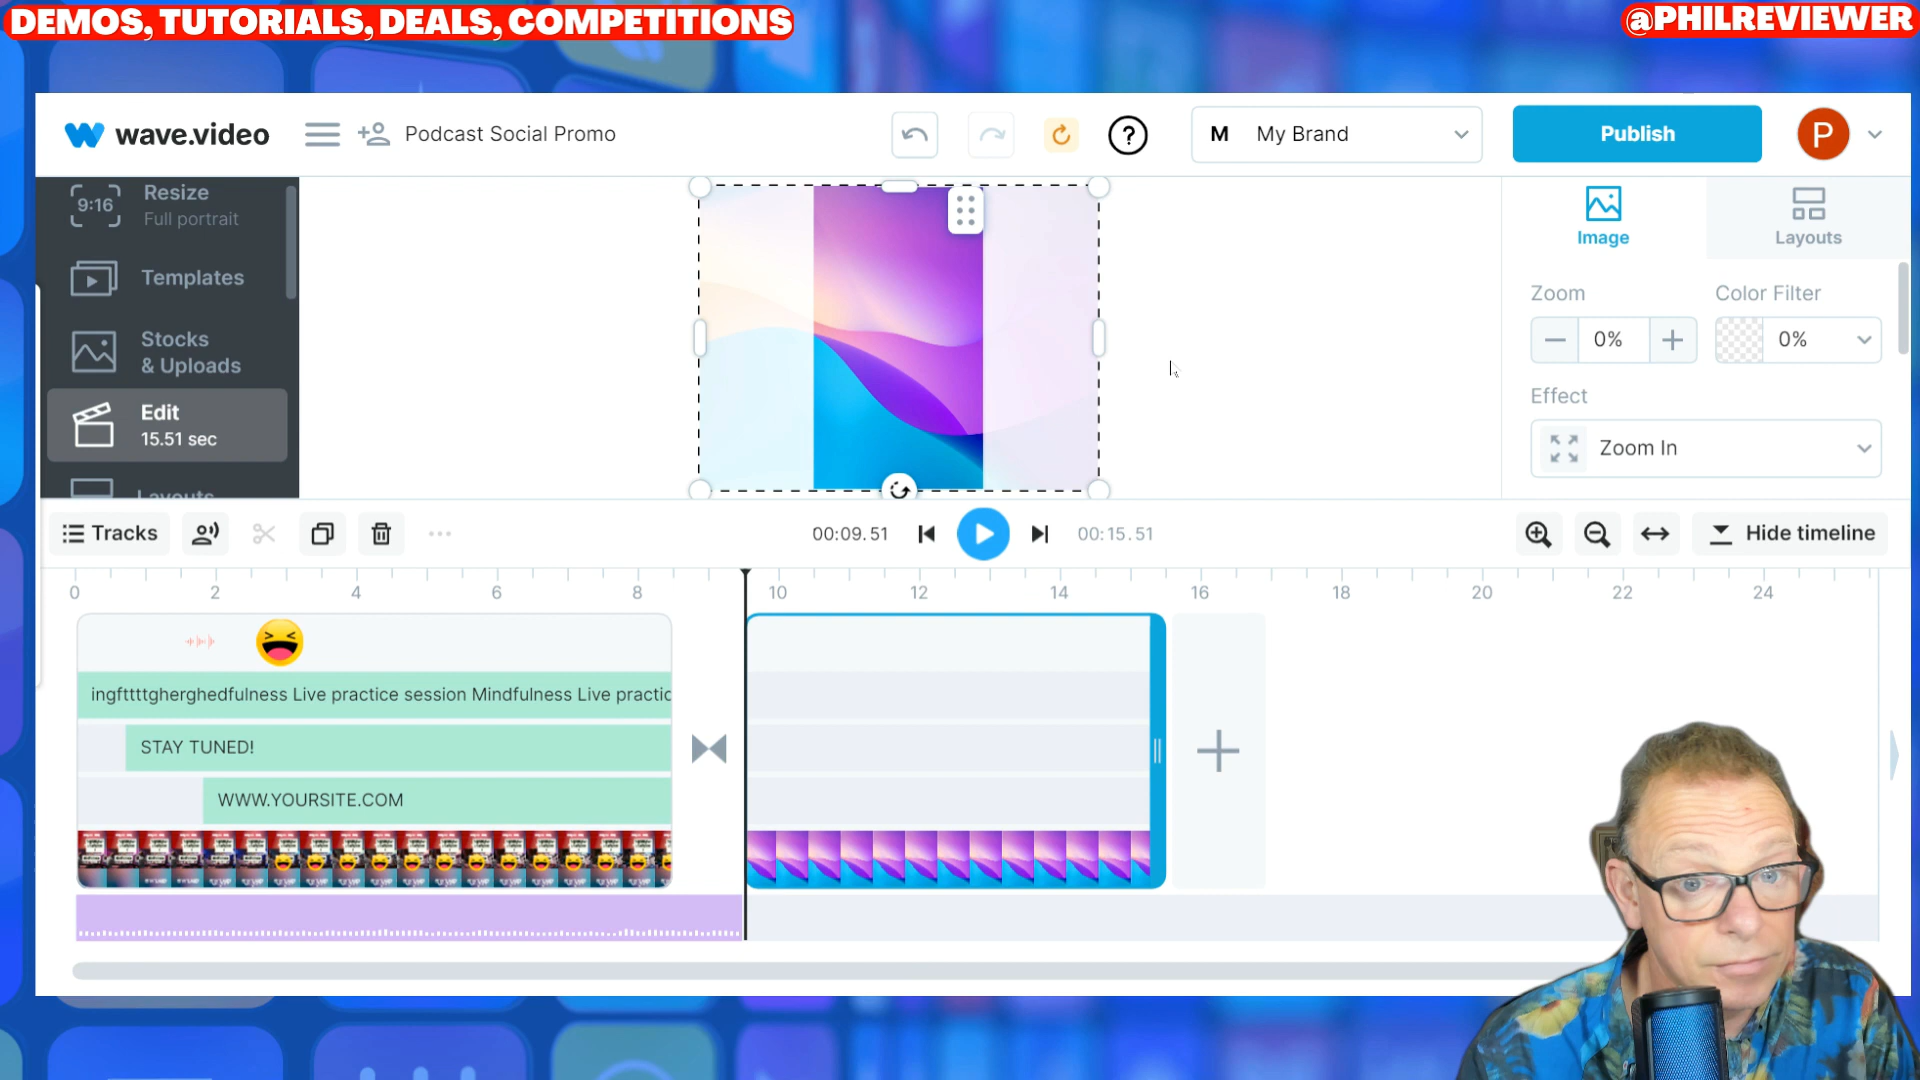 DEMOS, TUTORIALS, DEALS, COMPETITIONS
@PHILREVIEWER
wave.video
Podcast Social Promo
?
M My Brand
Publish
P
9:16
Resize
Full portrait
Templates
Stocks
& Uploads
Edit
15.51 sec
Layouts
Image
Layouts
Zoom
Color Filter
0%
0%
Effect
Zoom In
Tracks
00:09.51
00:15.51
Hide timeline
0 2 4 6 8 10 12 14 16 18 20 22 24
ingfttttgherghedfulness Live practice session Mindfulness Live practic
STAY TUNED!
WWW.YOURSITE.COM